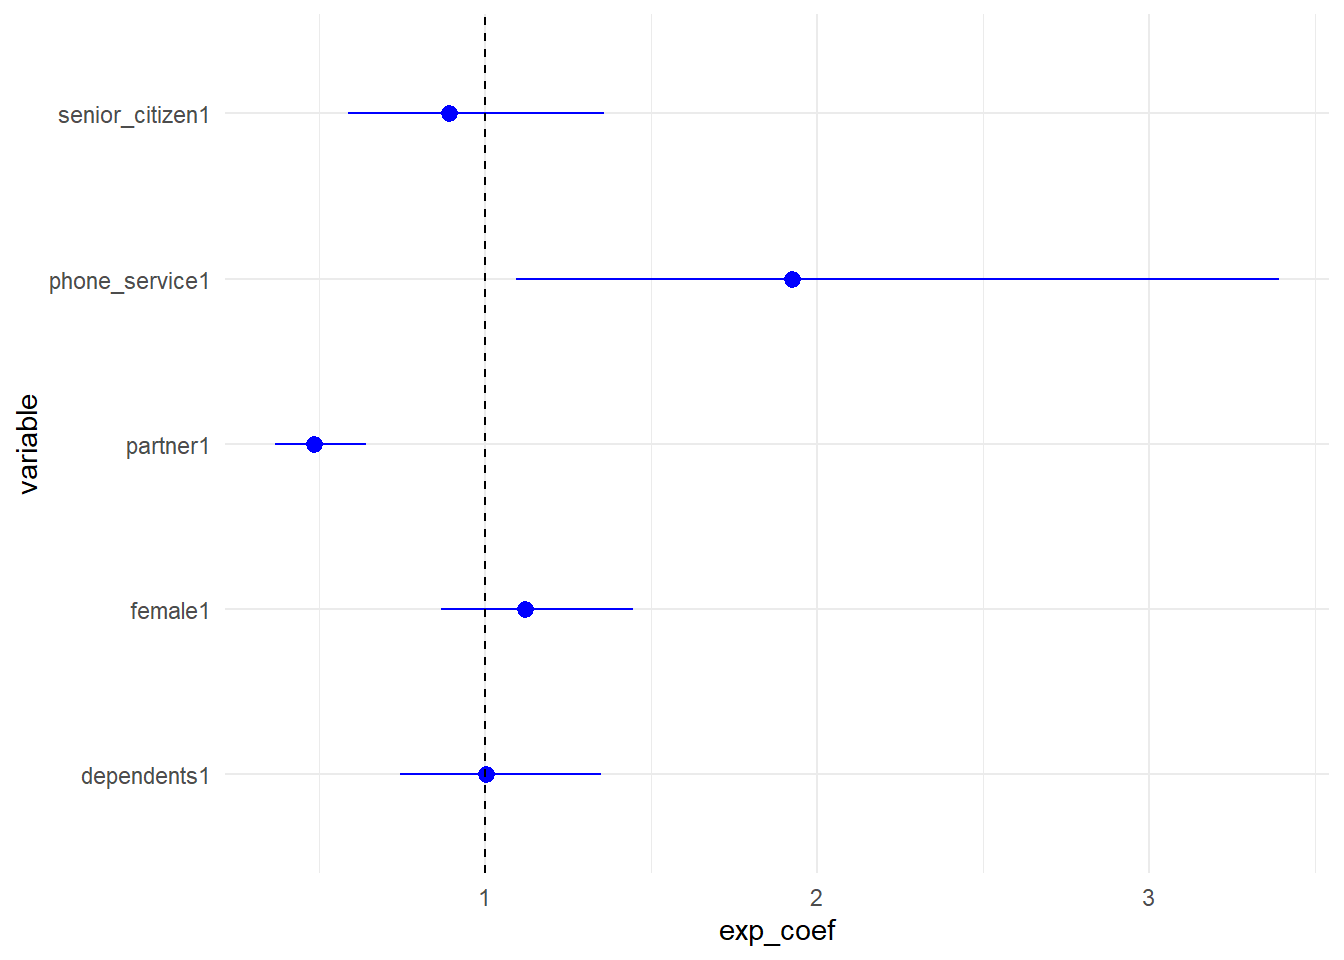 senior_citizen1
phone_service1
partner1
female1
dependents1
variable
1 2 3
exp_coef